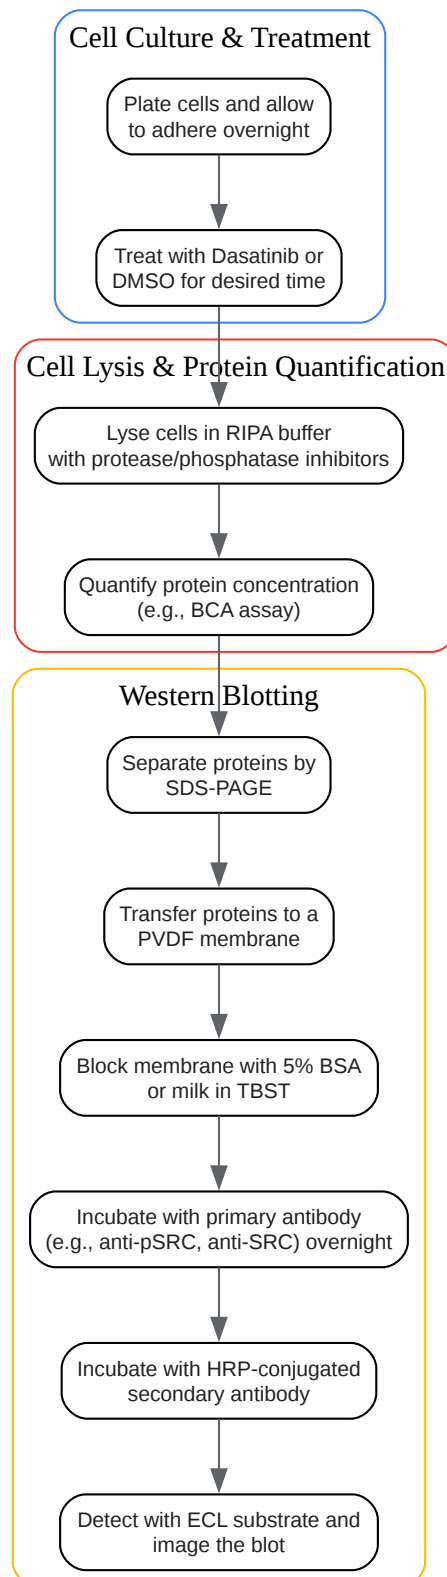 Cell Culture & Treatment
Plate cells and allow
to adhere overnight
Treat with Dasatinib or
DMSO for desired time
Cell Lysis & Protein Quantification
Lyse cells in RIPA buffer
with protease/phosphatase inhibitors
Quantify protein concentration
(e.g., BCA assay)
Western Blotting
Separate proteins by
SDS-PAGE
Transfer proteins to a
PVDF membrane
Block membrane with 5% BSA
or milk in TBST
Incubate with primary antibody
(e.g., anti-pSRC, anti-SRC) overnight
Incubate with HRP-conjugated
secondary antibody
Detect with ECL substrate and
image the blot